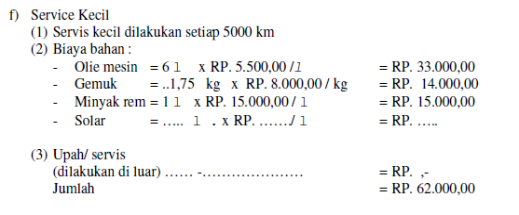 f) Service Kecil
(1) Servis kecil dilakukan setiap 5000 km
(2) Biaya bahan :
- Olie mesin = 6 l x RP. 5.500,00 /l = RP. 33.000,00
- Gemuk = ..1,75 kg x RP. 8.000,00 / kg = RP. 14.000,00
- Minyak rem = 1 l x RP. 15.000,00 / l = RP. 15.000,00
- Solar = ..... l . x RP. ....../ l = RP. .....
(3) Upah/ servis
(dilakukan di luar) ...... -...................... = RP. ,-
Jumlah = RP. 62.000,00